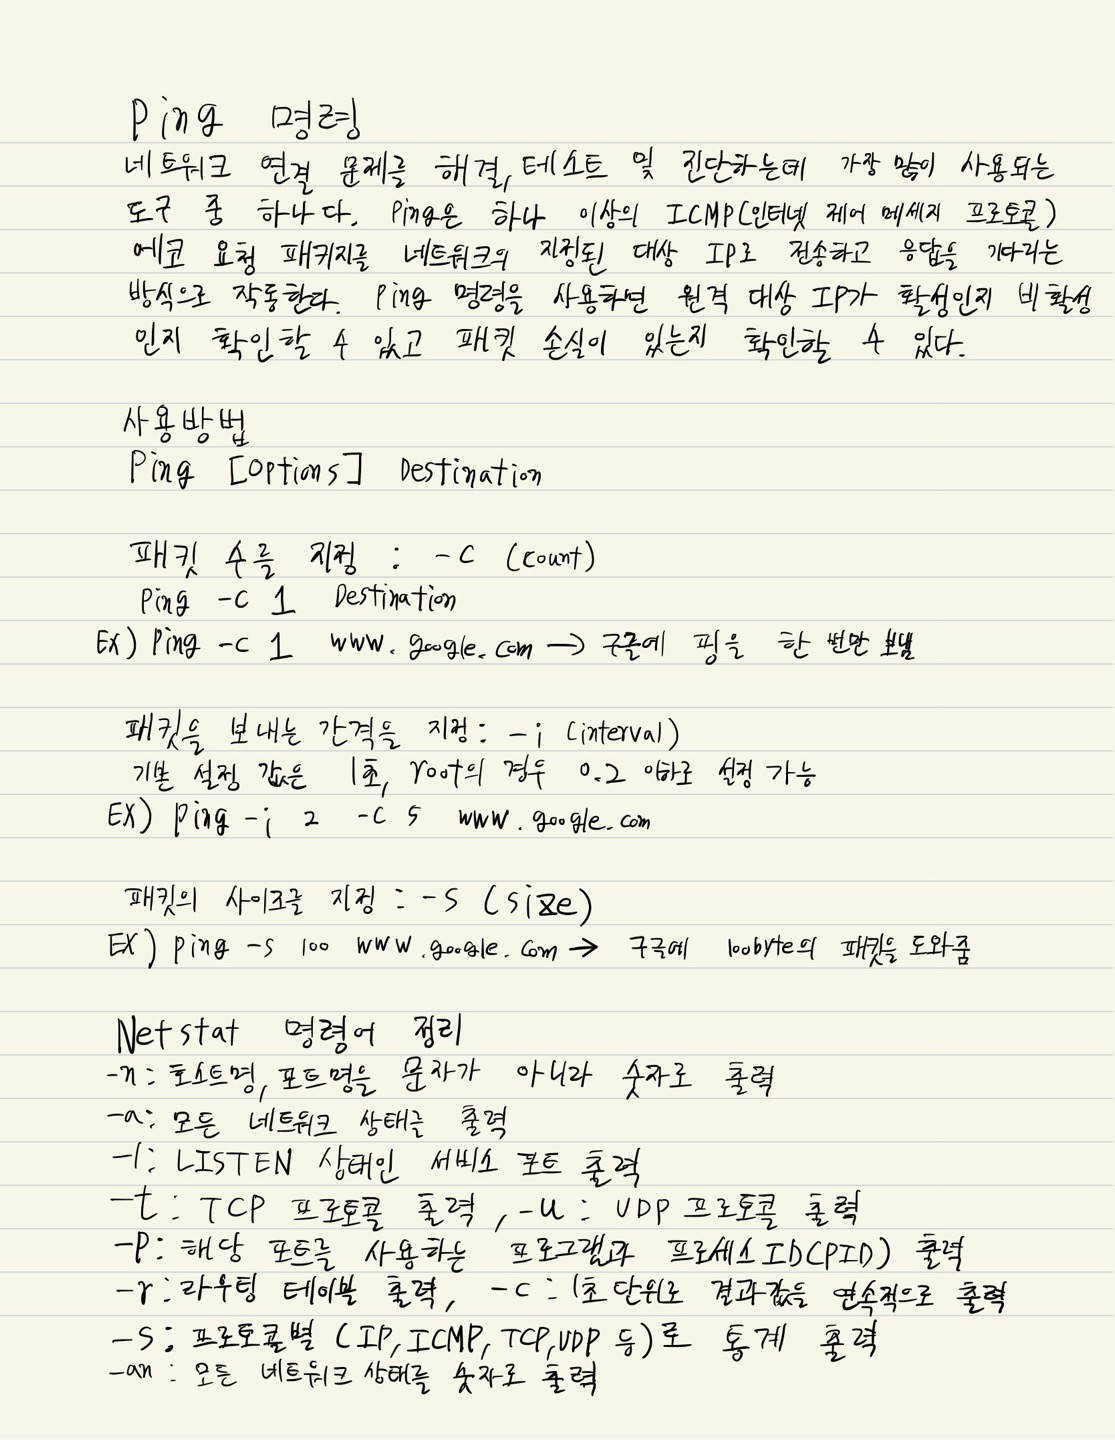 Ping 명령
네트워크 연결 문제를 해결, 테스트 및 진단하는데 가장 많이 사용되는
도구 중 하나다. Ping은 하나 이상의 ICMP(인터넷 제어 메세지 프로토콜)
에코 요청 패키지를 네트워크의 지정된 대상 IP로 전송하고 응답을 기다리는
방식으로 작동한다. Ping 명령을 사용하면 원격 대상 IP가 활성인지 비활성
인지 확인할 수 있고 패킷 손실이 있는지 확인할 수 있다.
사용방법
Ping [Options] Destination
패킷 수를 지정 : -c (count)
Ping -c 1 Destination
EX) Ping -c 1 www.google.com → 구글에 핑을 한 번만 보냄
패킷을 보내는 간격을 지정: -i (interval)
기본 설정 값은 1초, root의 경우 0.2 이하로 설정 가능
EX) Ping -i 2 -c 5 www.google.com
패킷의 사이즈를 지정 : -s (size)
EX) Ping -s 100 www.google.com → 구글에 100byte의 패킷을 도와줌
Netstat 명령어 정리
-n : 호스트명, 포트명을 문자가 아니라 숫자로 출력
-a: 모든 네트워크 상태를 출력
-l: LISTEN 상태인 서비스 포트 출력
-t : TCP 프로토콜 출력, -u : UDP 프로토콜 출력
-p: 해당 포트를 사용하는 프로그램과 프로세스 ID(PID) 출력
-r: 라우팅 테이블 출력, -c : 1초 단위로 결과값을 연속적으로 출력
-s: 프로토콜별 (IP, ICMP, TCP, UDP 등)로 통계 출력
-an : 모든 네트워크 상태를 숫자로 출력